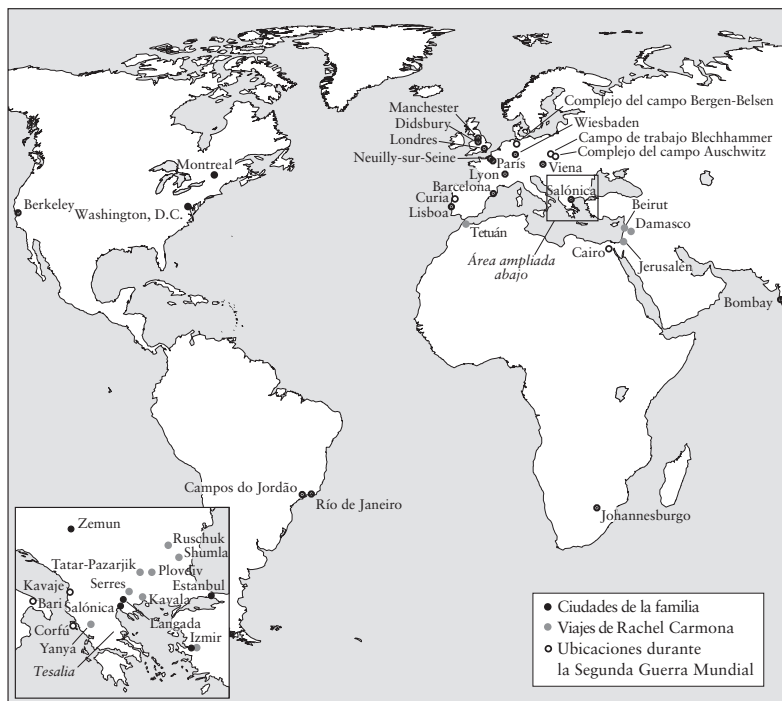 Manchester
Didsbury
Londres
Neuilly-sur-Seine
París
Lyon
Barcelona
Curia
Lisboa
Tetuán
Complejo del campo Bergen-Belsen
Wiesbaden
Campo de trabajo Blechhammer
Complejo del campo Auschwitz
Viena
Salónica
Beirut
Damasco
Cairo
Jerusalén
Área ampliada
abajo
Bombay
Montreal
Berkeley
Washington, D.C.
Campos do Jordão
Río de Janeiro
Johannesburgo
Zemun
Ruschuk
Shumla
Tatar-Pazarjik
Plovdiv
Serres
Estanbul
Kavaje
Bari
Salónica
Kavala
Langada
Corfú
Yanya
Izmir
Tesalia
Ciudades de la familia
Viajes de Rachel Carmona
Ubicaciones durante
la Segunda Guerra Mundial